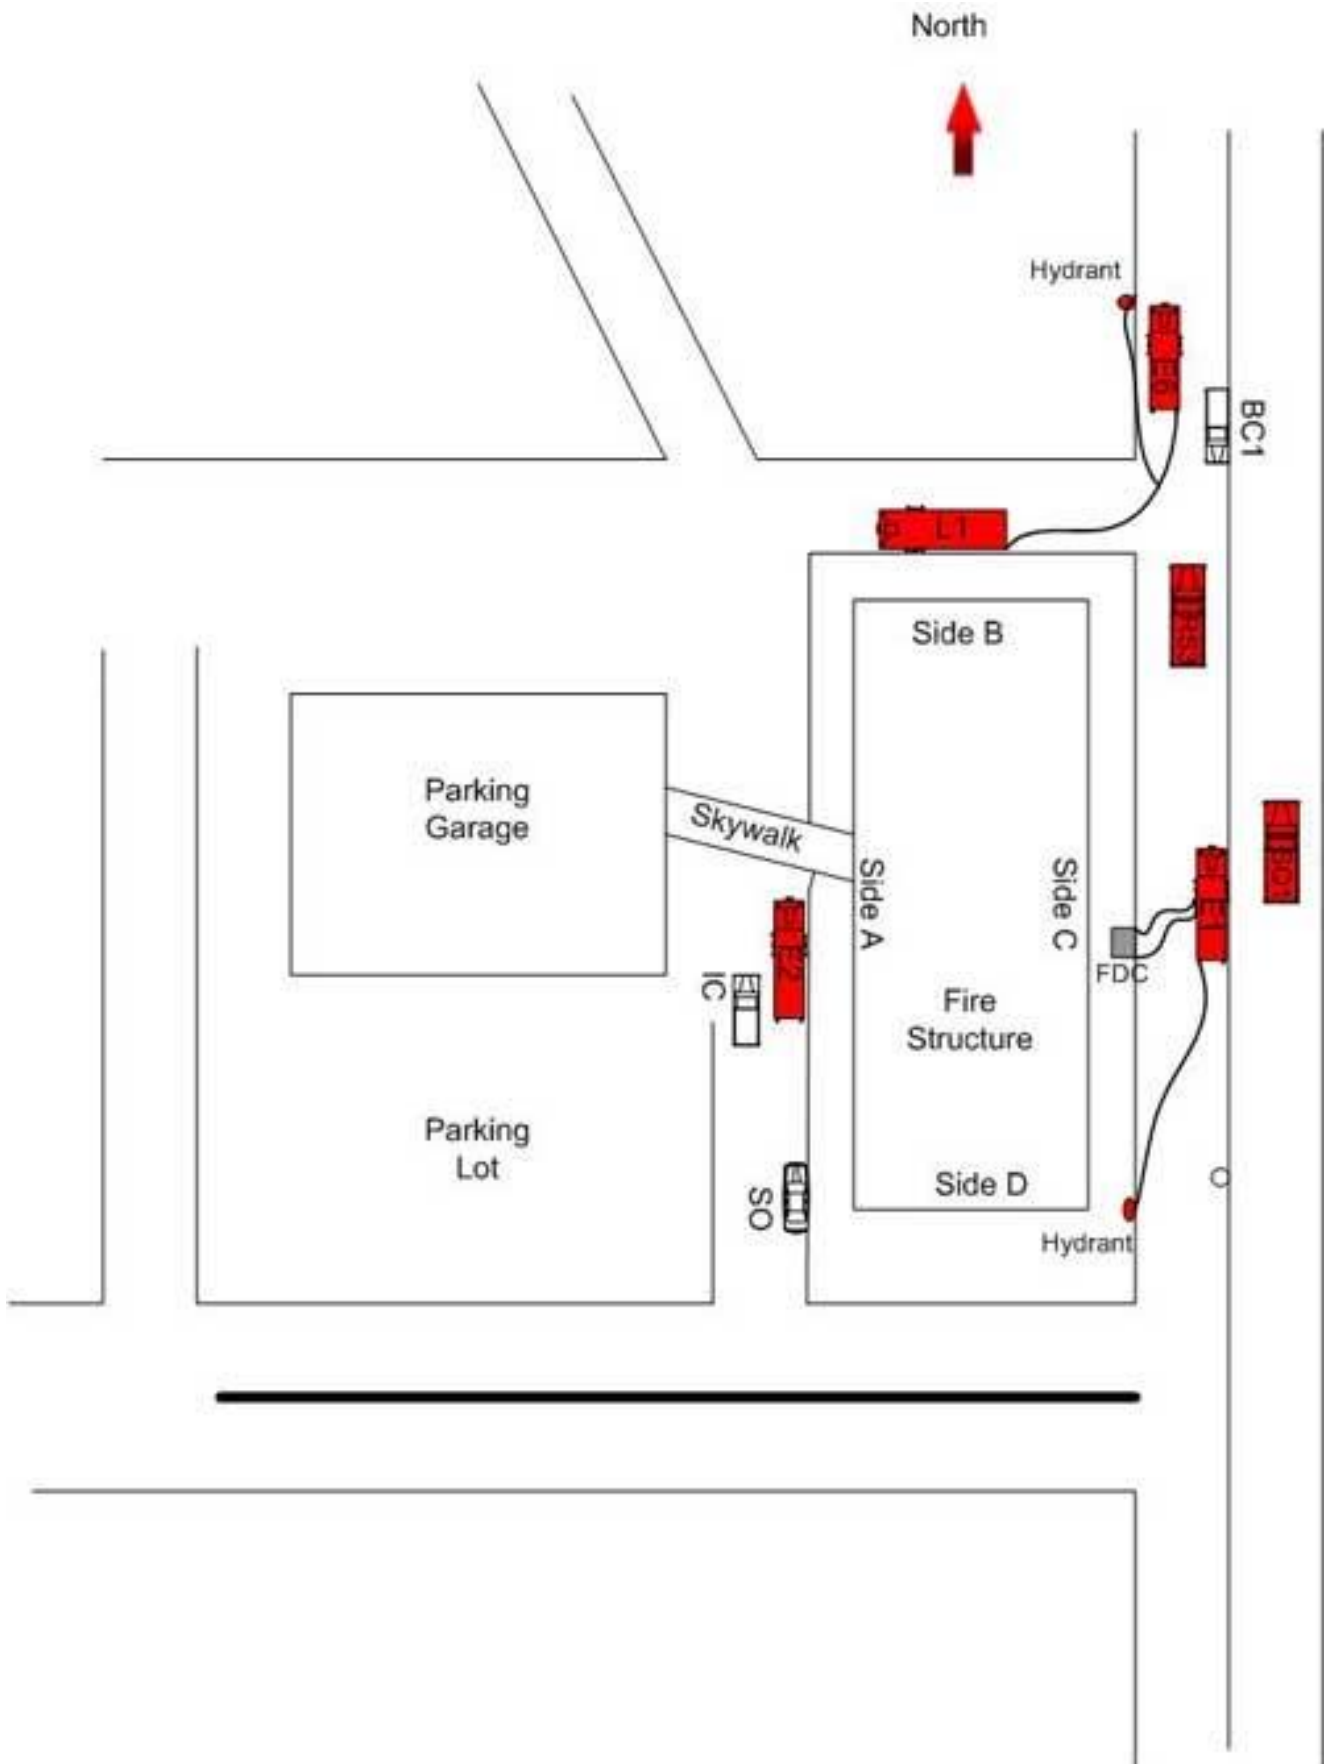 North
Hydrant
BC1
L1
Side B
Parking
Garage
Skywalk
Side A
Side C
FDC
IC
Fire
Structure
Parking
Lot
SO
Side D
Hydrant